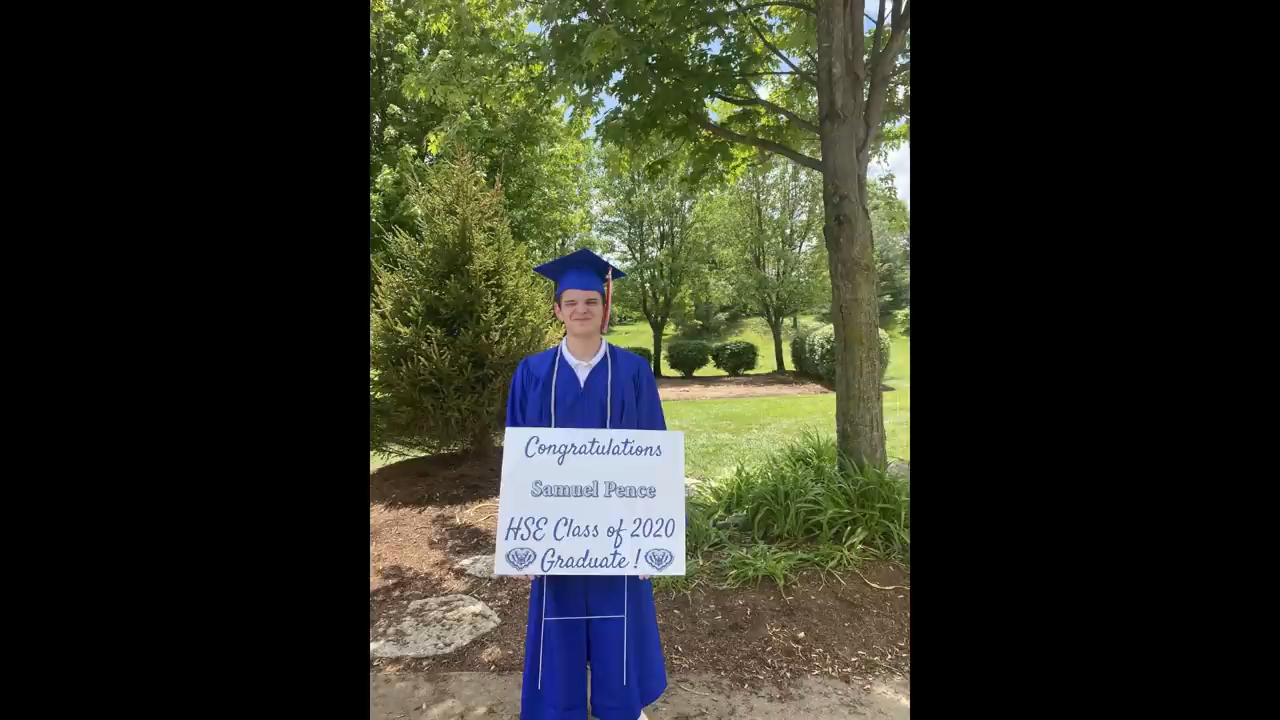 Congratulations
Samuel Pence
HSE Class of 2020
Graduate !